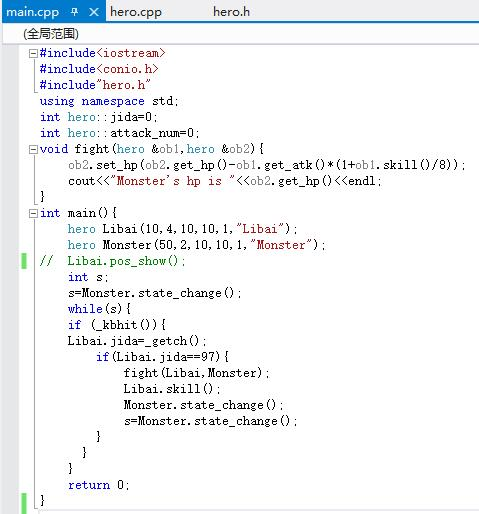 main.cpp hero.cpp hero.h
(全局范围)
#include<iostream>
#include<conio.h>
#include"hero.h"
using namespace std;
int hero::jida=0;
int hero::attack_num=0;
void fight(hero &ob1,hero &ob2){
ob2.set_hp(ob2.get_hp()-ob1.get_atk()*(1+ob1.skill()/8));
cout<<"Monster's hp is "<<ob2.get_hp()<<endl;
}
int main(){
hero Libai(10,4,10,10,1,"Libai");
hero Monster(50,2,10,10,1,"Monster");
// Libai.pos_show();
int s;
s=Monster.state_change();
while(s){
if (_kbhit()){
Libai.jida=_getch();
if(Libai.jida==97){
fight(Libai,Monster);
Libai.skill();
Monster.state_change();
s=Monster.state_change();
}
}
}
return 0;
}